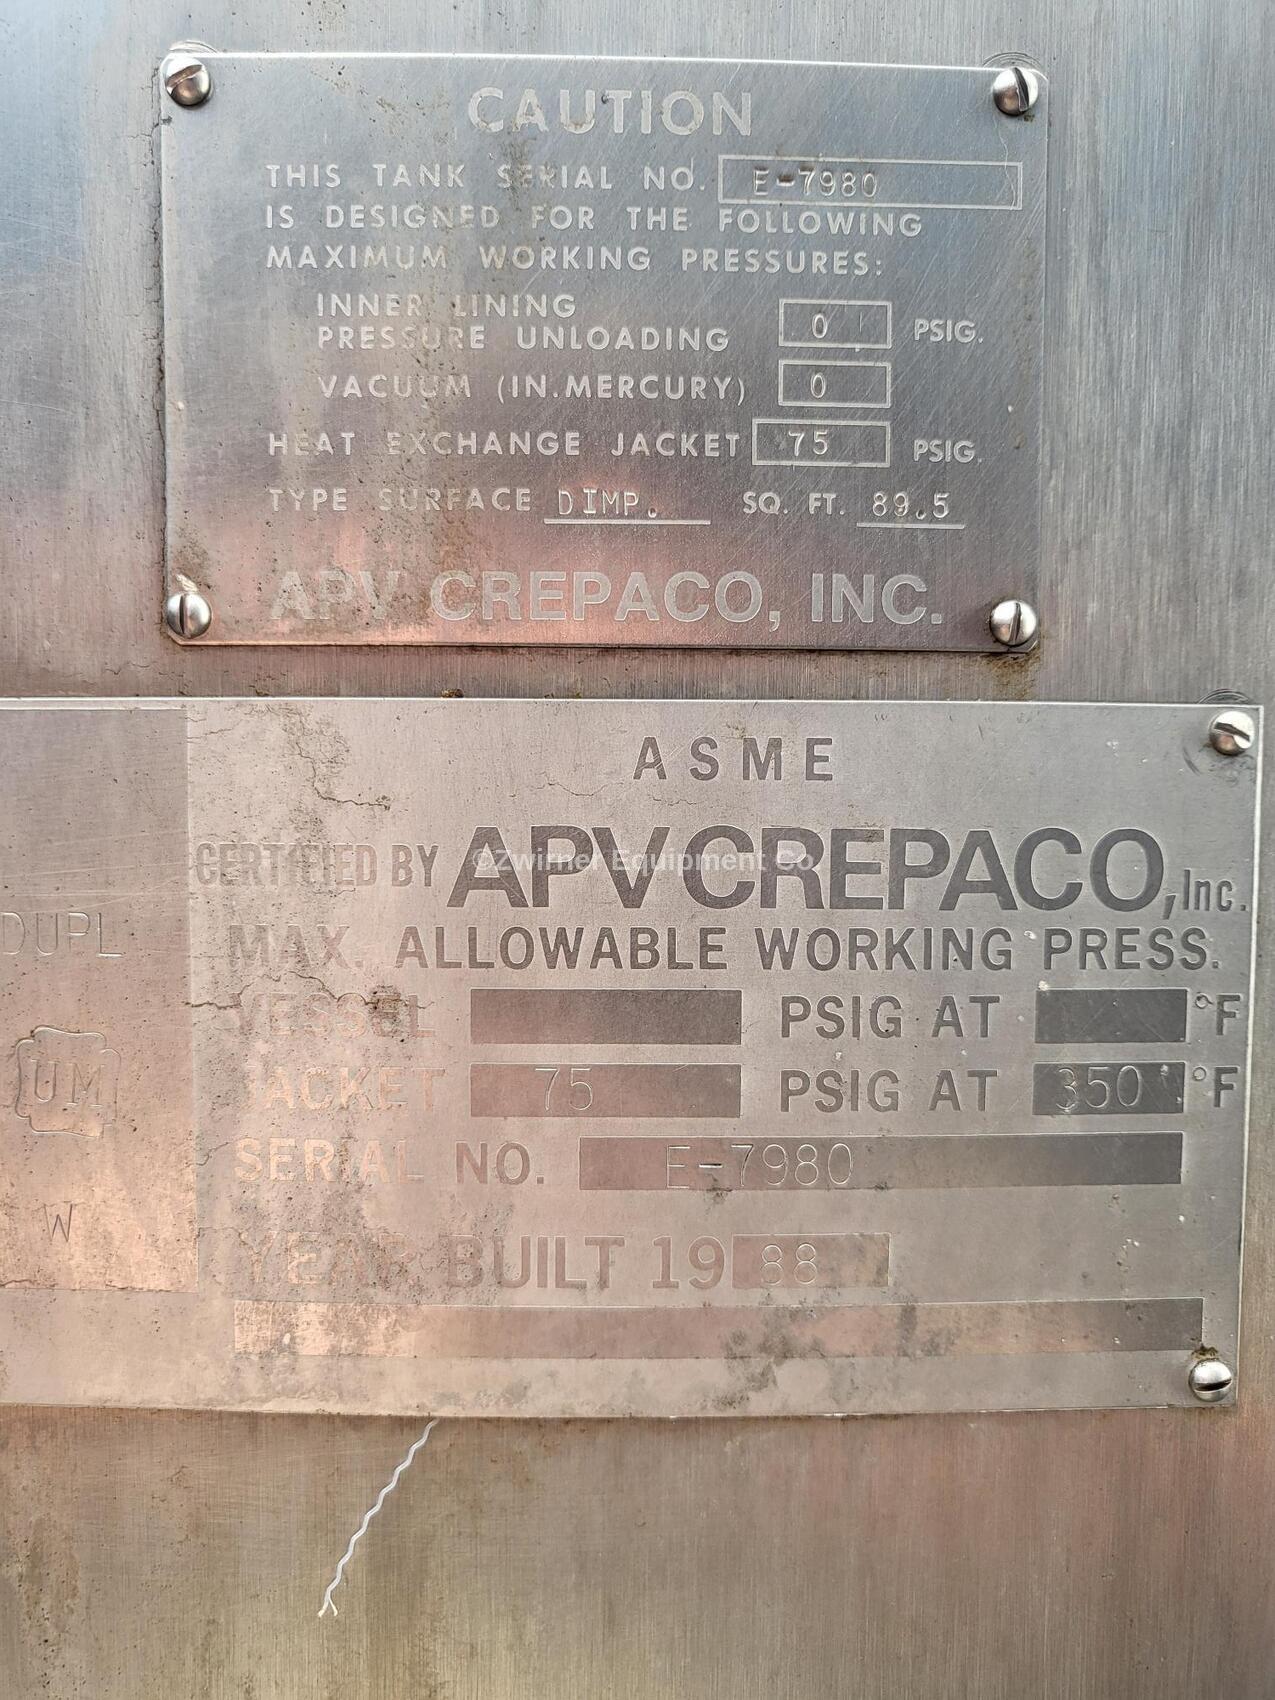 CAUTION
THIS TANK SERIAL NO. E-7980
IS DESIGNED FOR THE FOLLOWING
MAXIMUM WORKING PRESSURES:
INNER LINING
PRESSURE UNLOADING 0 PSIG.
VACUUM (IN.MERCURY) 0
HEAT EXCHANGE JACKET 75 PSIG.
TYPE SURFACE DIMP. SQ. FT. 89.5
APV CREPACO, INC.
ASME
CERTIFIED BY APV CREPACO, Inc.
©Zwirner Equipment Co.
DUPL
MAX. ALLOWABLE WORKING PRESS.
VESSEL PSIG AT °F
UM
JACKET 75 PSIG AT 350 °F
SERIAL NO. E-7980
W
YEAR BUILT 1988